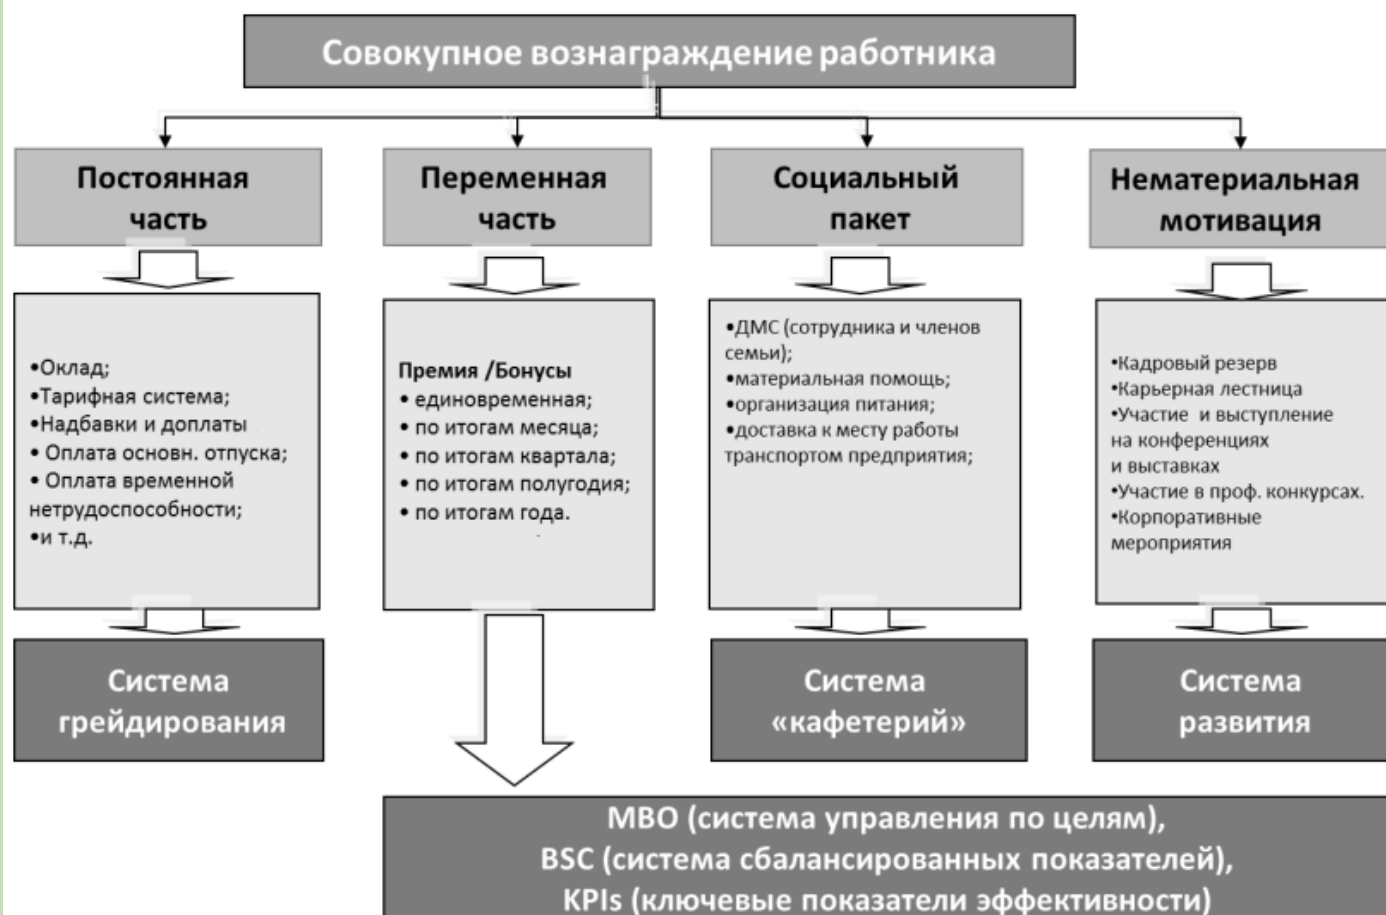 Совокупное вознаграждение работника
Постоянная
часть
•Оклад;
•Тарифная система;
•Надбавки и доплаты
• Оплата основн. отпуска;
• Оплата временной
нетрудоспособности;
•и т.д.
Система
грейдирования
Переменная
часть
Премия /Бонусы
• единовременная;
• по итогам месяца;
• по итогам квартала;
• по итогам полугодия;
• по итогам года.
Социальный
пакет
•ДМС (сотрудника и членов
семьи);
•материальная помощь;
•организация питания;
•доставка к месту работы
транспортом предприятия;
Система
«кафетерий»
Нематериальная
мотивация
•Кадровый резерв
•Карьерная лестница
•Участие и выступление
на конференциях
и выставках
•Участие в проф. конкурсах.
•Корпоративные
мероприятия
Система
развития
МВО (система управления по целям),
BSC (система сбалансированных показателей),
KPIs (ключевые показатели эффективности)